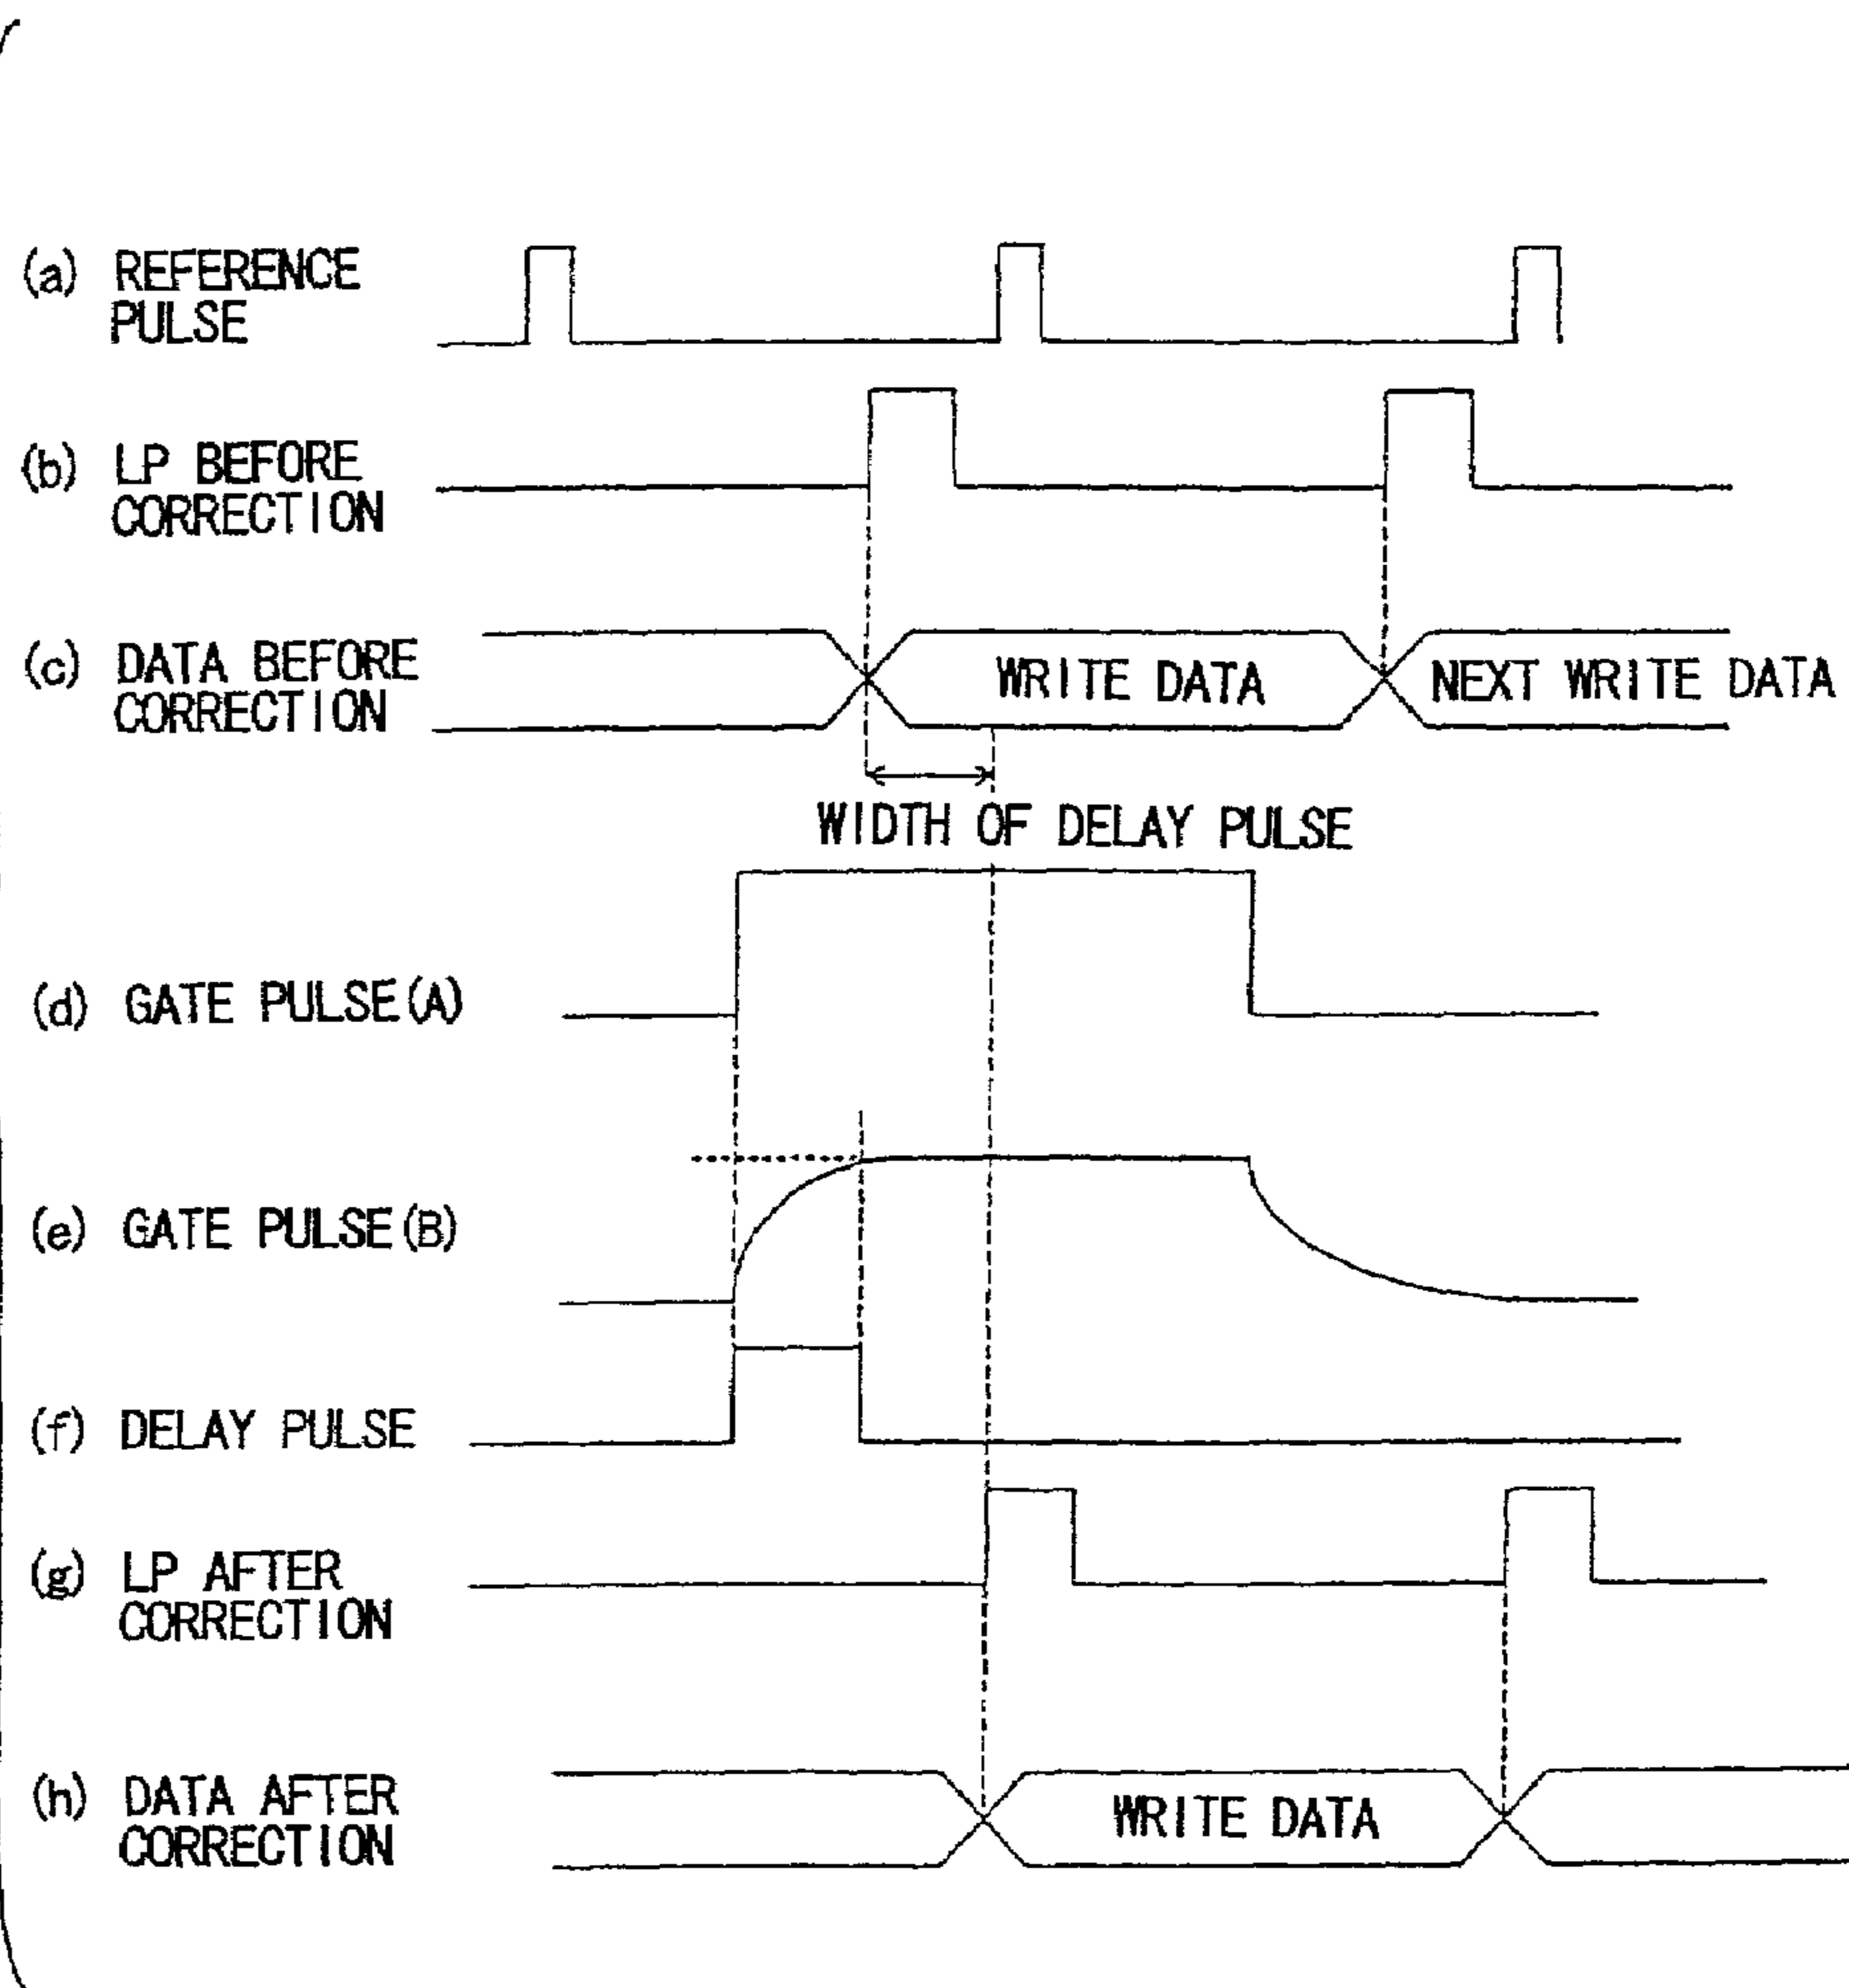 (a) REFERENCE
PULSE
(b) LP BEFORE
CORRECTION
(c) DATA BEFORE
CORRECTION
WRITE DATA
NEXT WRITE DATA
WIDTH OF DELAY PULSE
(d) GATE PULSE(A)
(e) GATE PULSE(B)
(f) DELAY PULSE
(g) LP AFTER
CORRECTION
(h) DATA AFTER
CORRECTION
WRITE DATA